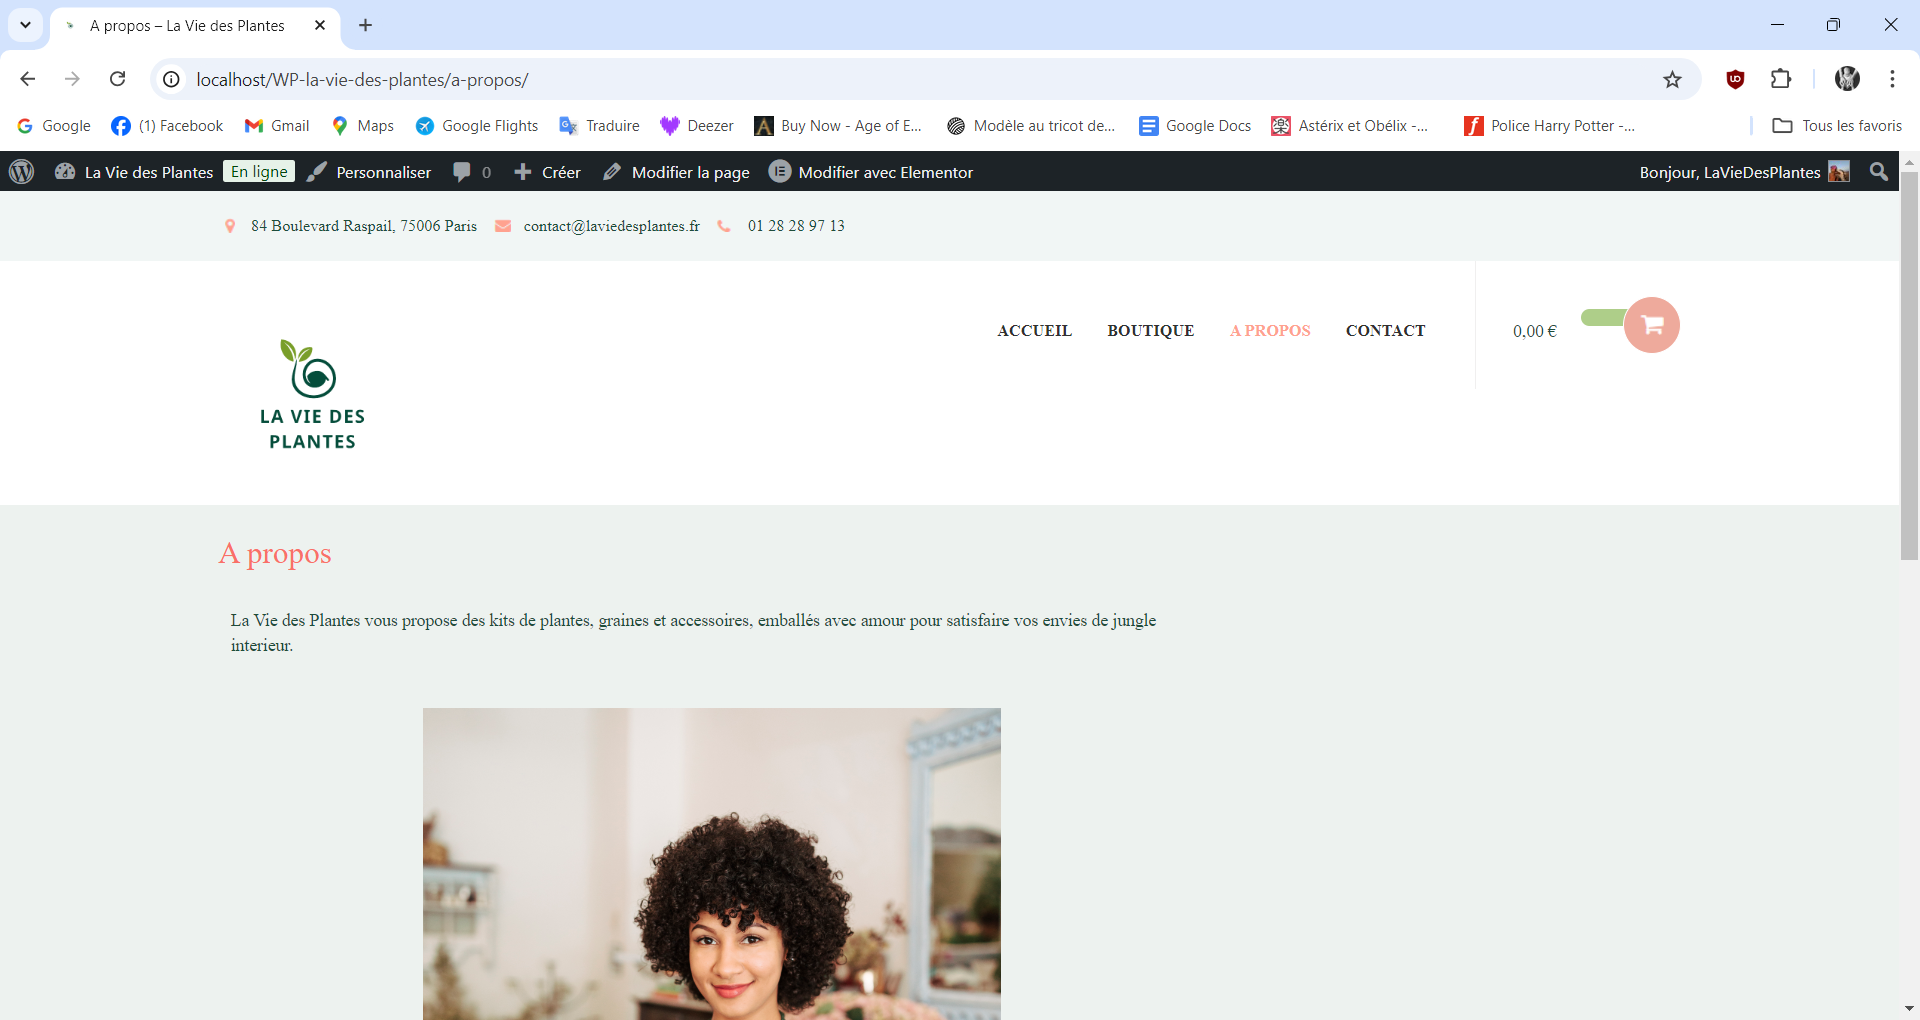 A propos – La Vie des Plantes
localhost/WP-la-vie-des-plantes/a-propos/
Google (1) Facebook Gmail Maps Google Flights Traduire Deezer Buy Now - Age of E... Modèle au tricot de... Google Docs Astérix et Obélix -... Police Harry Potter -... Tous les favoris
La Vie des Plantes En ligne Personnaliser 0 Créer Modifier la page Modifier avec Elementor Bonjour, LaVieDesPlantes
84 Boulevard Raspail, 75006 Paris contact@laviedesplantes.fr 01 28 28 97 13
ACCUEIL BOUTIQUE A PROPOS CONTACT 0,00 €
LA VIE DES
PLANTES
A propos
La Vie des Plantes vous propose des kits de plantes, graines et accessoires, emballés avec amour pour satisfaire vos envies de jungle
interieur.